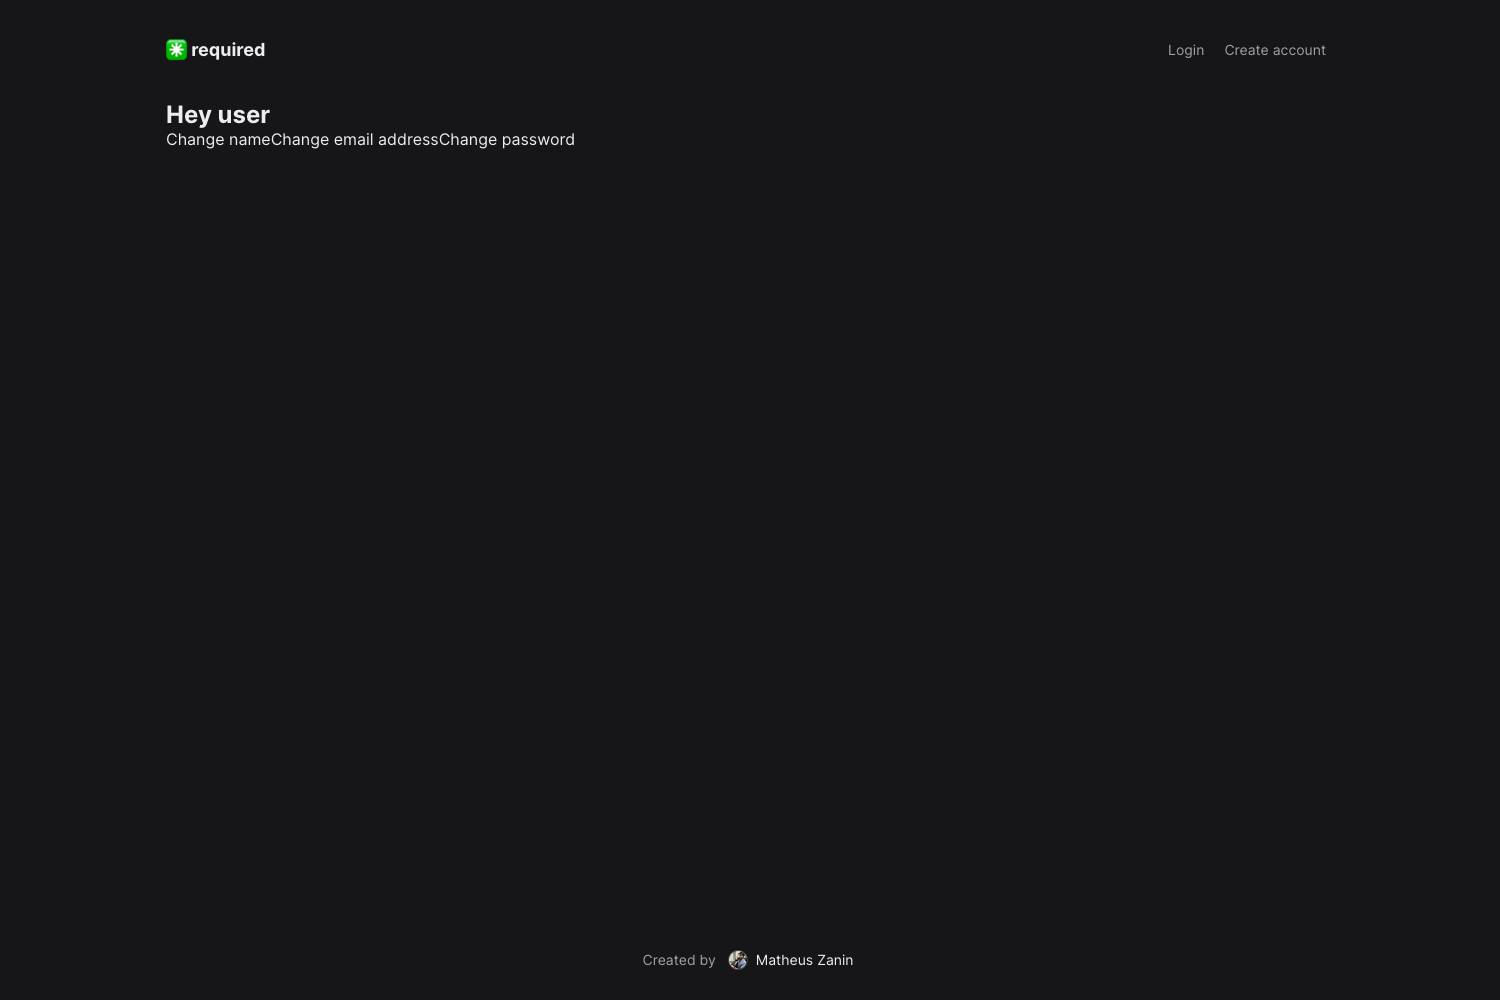 required
Login
Create account
Hey user
Change nameChange email addressChange password
Created by Matheus Zanin